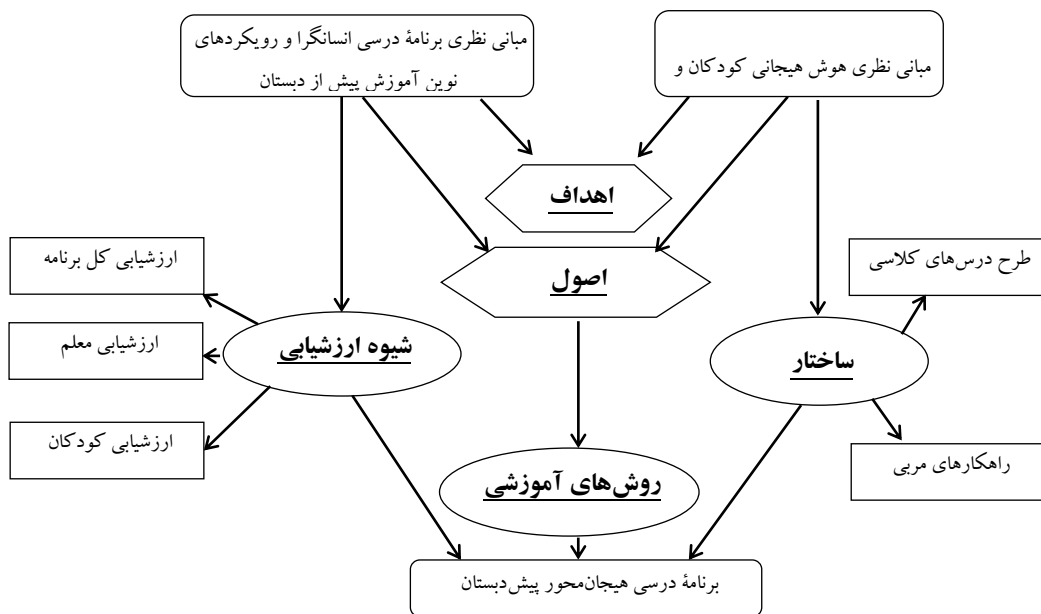 مبانی نظری هوش هیجانی کودکان و
مبانی نظری برنامۀ درسی انسانگرا و رویکردهای
نوین آموزش پیش از دبستان
اهداف
اصول
طرح درس‌های کلاسی
ارزشیابی کل برنامه
ساختار
شیوه ارزشیابی
ارزشیابی معلم
راهکارهای مربی
ارزشیابی کودکان
روش‌های آموزشی
برنامۀ درسی هیجان‌محور پیش‌دبستان